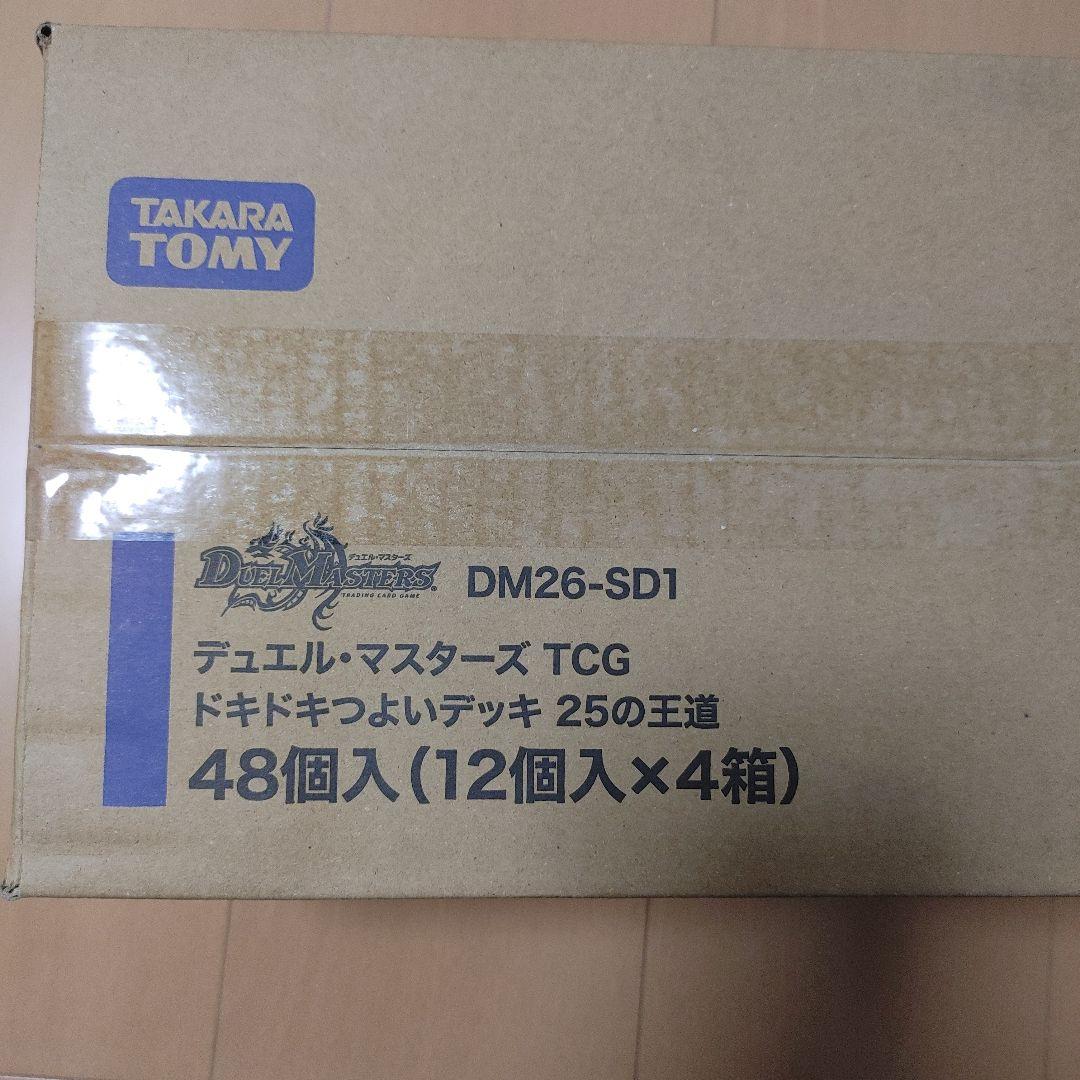 TAKARA
TOMY
デュエル・マスターズ
DUEL MASTERS
TRADING CARD GAME
DM26-SD1
デュエル・マスターズ TCG
ドキドキつよいデッキ 25の王道
48個入(12個入×4箱)